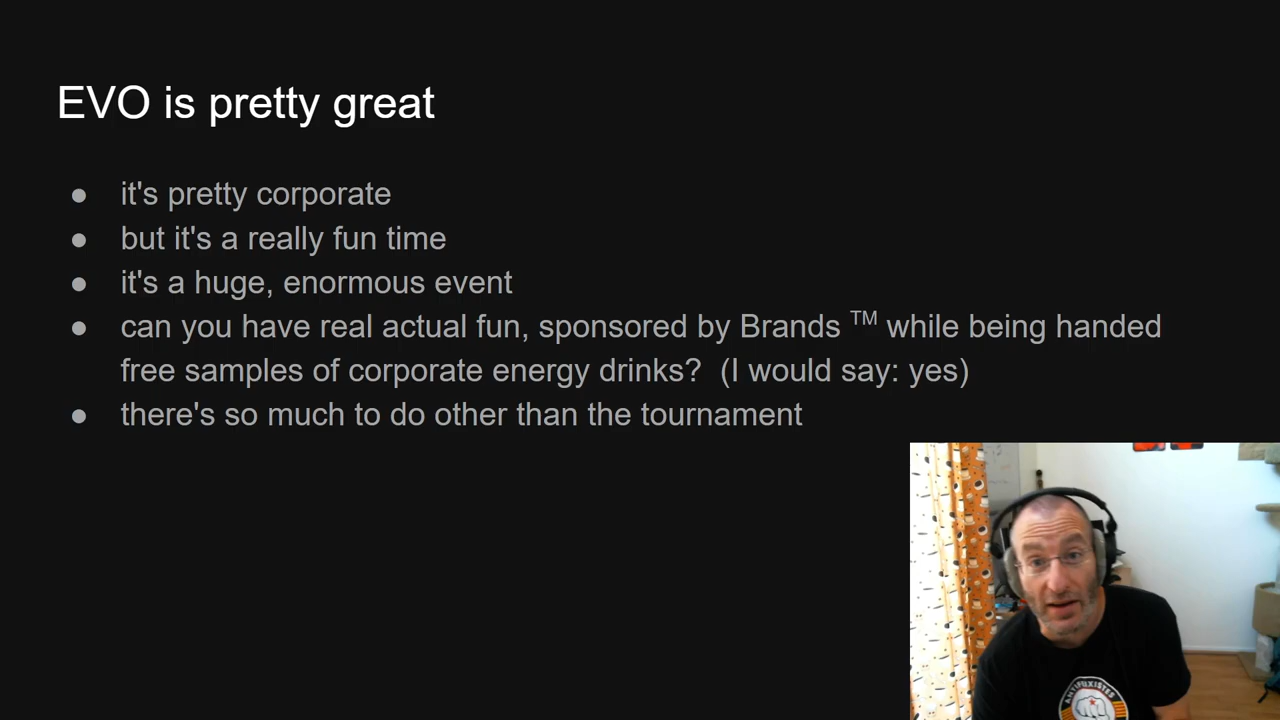 EVO is pretty great
● it's pretty corporate
● but it's a really fun time
● it's a huge, enormous event
● can you have real actual fun, sponsored by Brands TM while being handed
free samples of corporate energy drinks?  (I would say: yes)
● there's so much to do other than the tournament